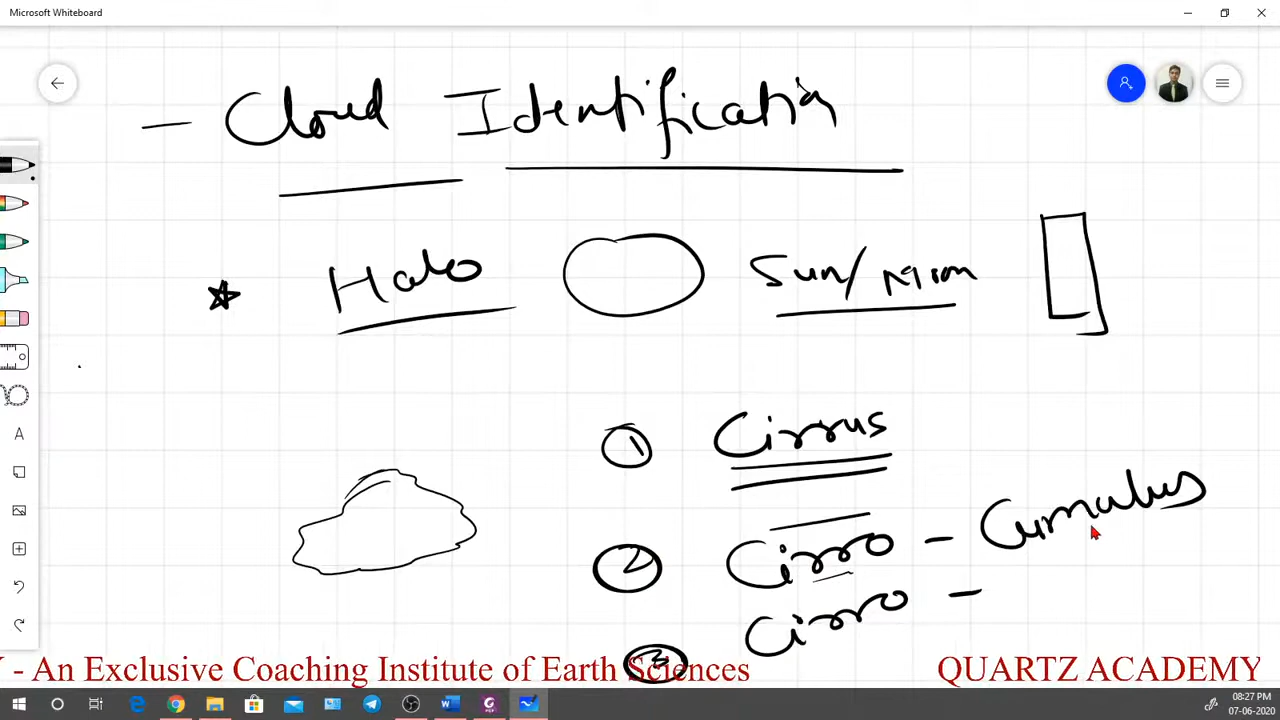 Microsoft Whiteboard
- Cloud Identification
* Halo Sun/Moon
① Cirrus
② Cirro - Cumulus
③ Cirro -
A
Y - An Exclusive Coaching Institute of Earth Sciences QUARTZ ACADEMY
08:27 PM
07-06-2020